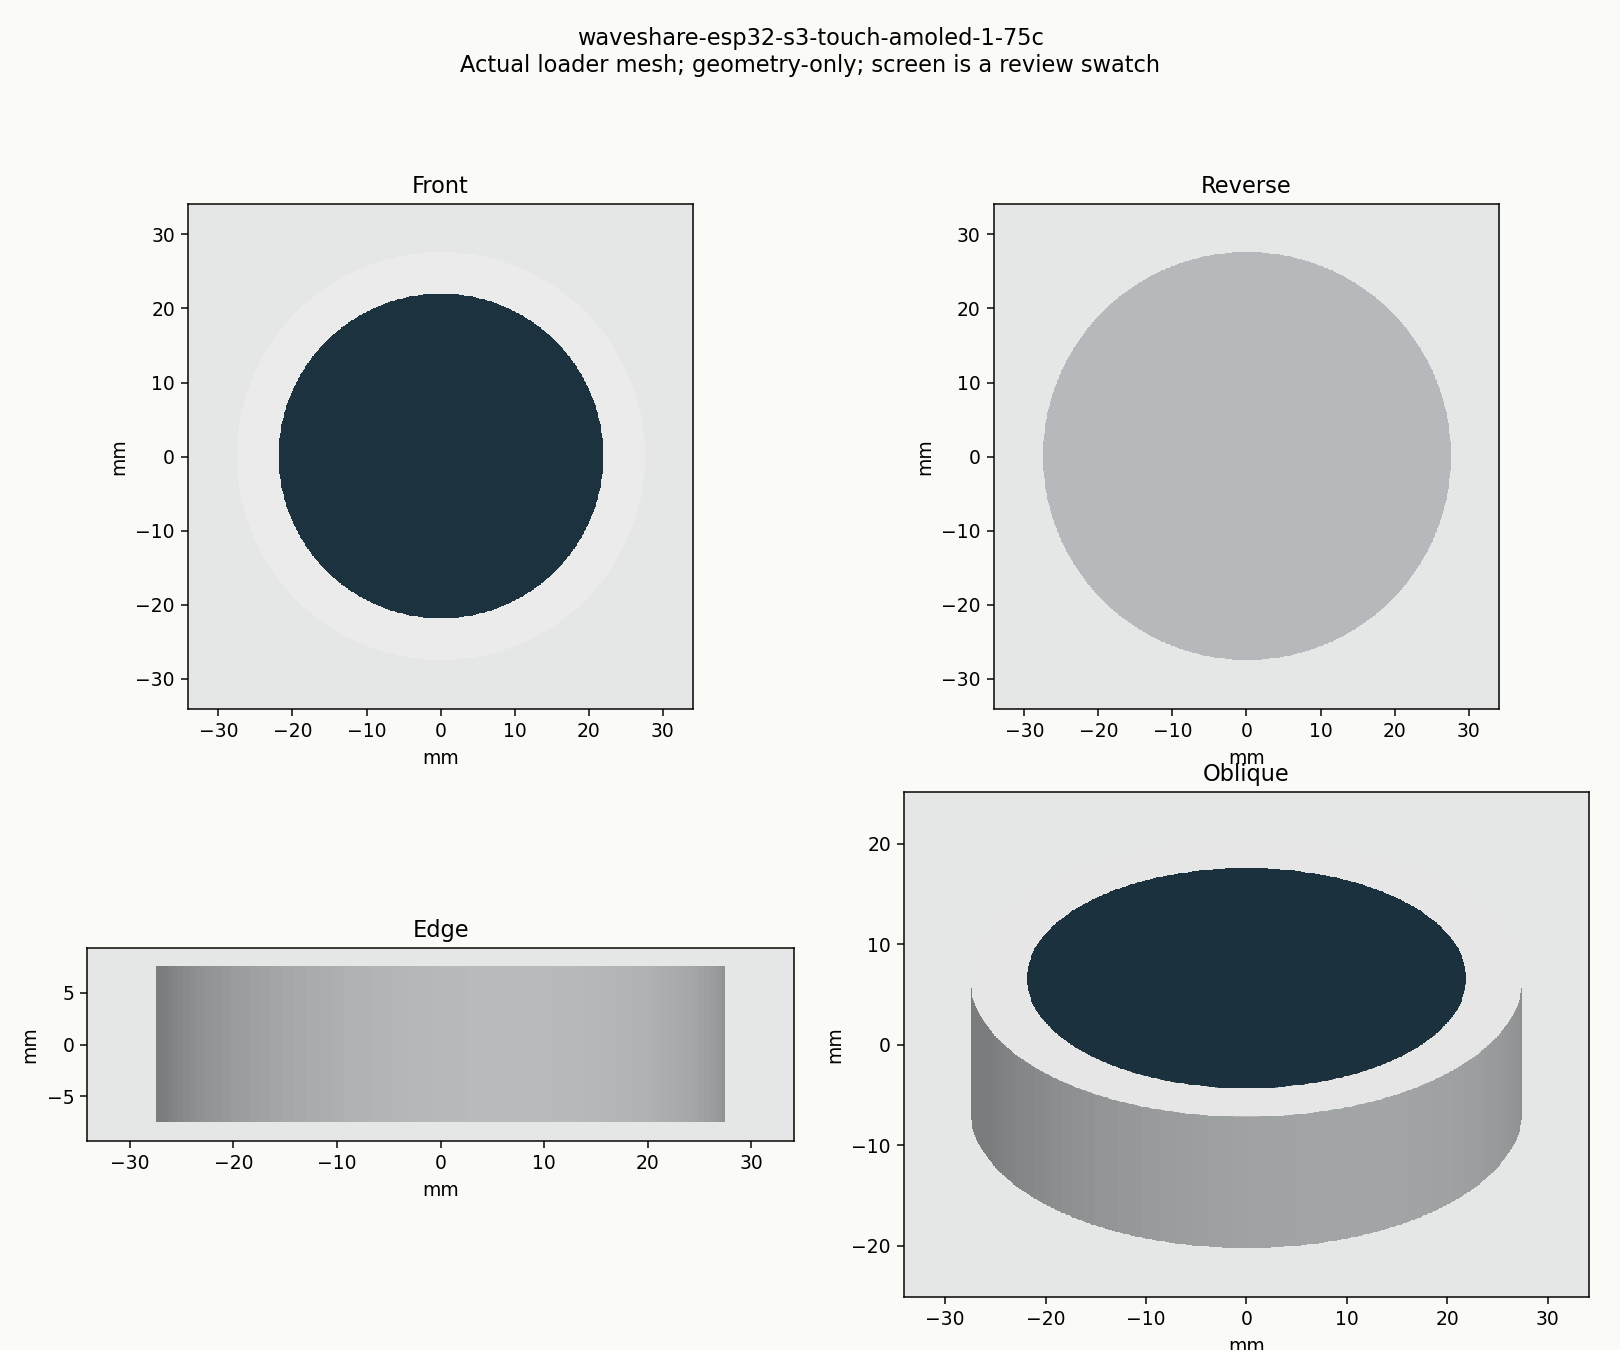 waveshare-esp32-s3-touch-amoled-1-75c
Actual loader mesh; geometry-only; screen is a review swatch
Front
30
20
10
0
−10
−20
−30
mm
−30 −20 −10 0 10 20 30
mm
Reverse
30
20
10
0
−10
−20
−30
mm
−30 −20 −10 0 10 20 30
mm
Edge
5
0
−5
mm
−30 −20 −10 0 10 20 30
mm
Oblique
20
10
0
−10
−20
mm
−30 −20 −10 0 10 20 30
mm